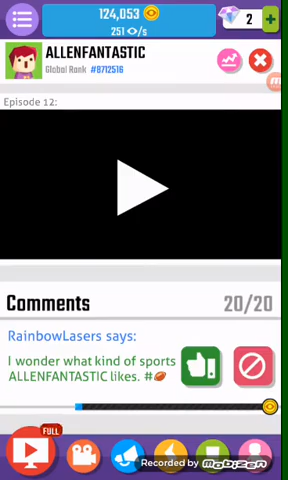 124,053
251 /s
2
ALLENFANTASTIC
Global Rank #8712516
Episode 12:
Comments 20/20
RainbowLasers says:
I wonder what kind of sports
ALLENFANTASTIC likes. #🏈
FULL
Recorded by mobizen